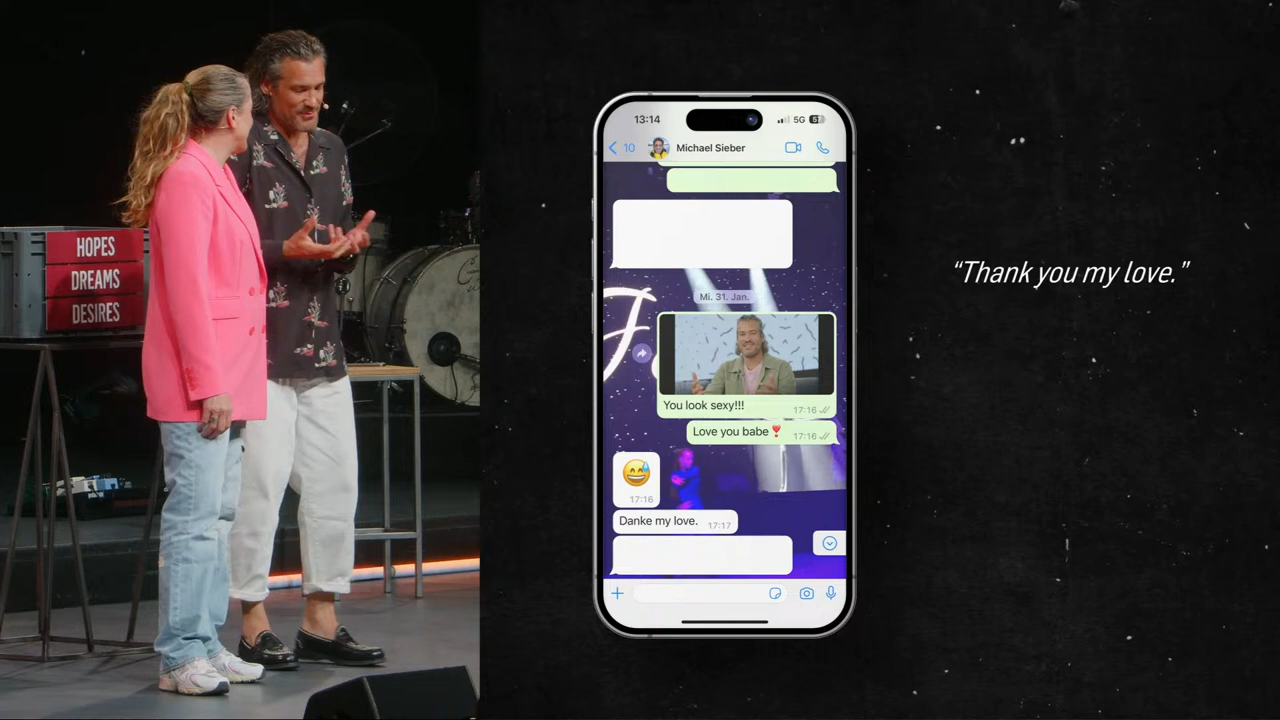 HOPES
DREAMS
DESIRES
13:14
5G
10
Michael Sieber
Mi. 31. Jan.
You look sexy!!!
17:16
Love you babe❣️
17:16
😅
17:16
Danke my love.
17:17
“Thank you my love.”